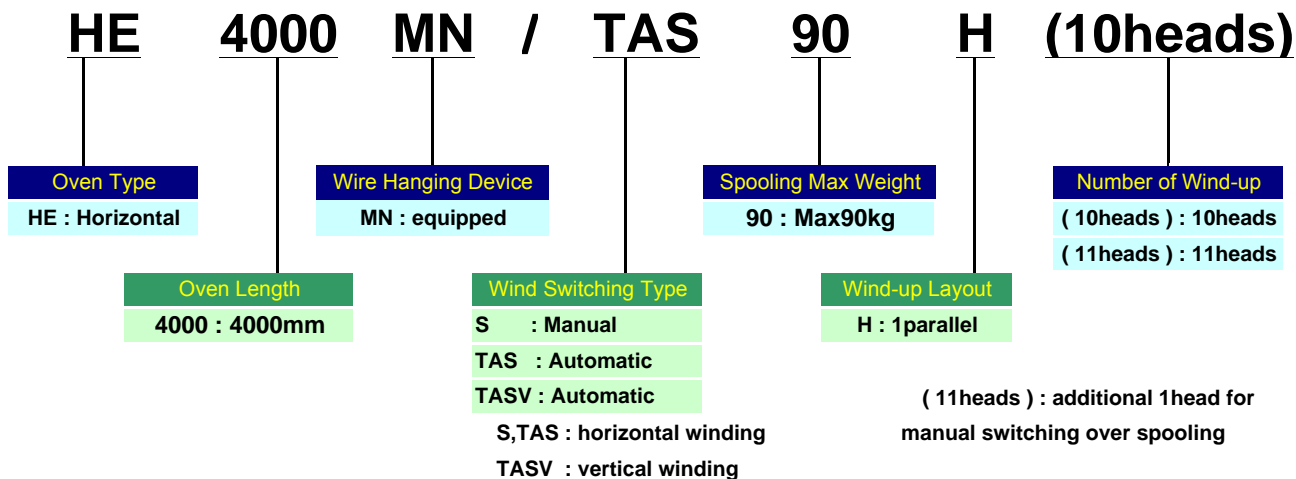 HE 4000 MN / TAS 90 H (10heads)
Oven Type
HE : Horizontal
Wire Hanging Device
MN : equipped
Spooling Max Weight
90 : Max90kg
Number of Wind-up
( 10heads ) : 10heads
( 11heads ) : 11heads
Oven Length
4000 : 4000mm
Wind Switching Type
S : Manual
TAS : Automatic
TASV : Automatic
S,TAS : horizontal winding
TASV : vertical winding
Wind-up Layout
H : 1parallel
( 11heads ) : additional 1head for
manual switching over spooling